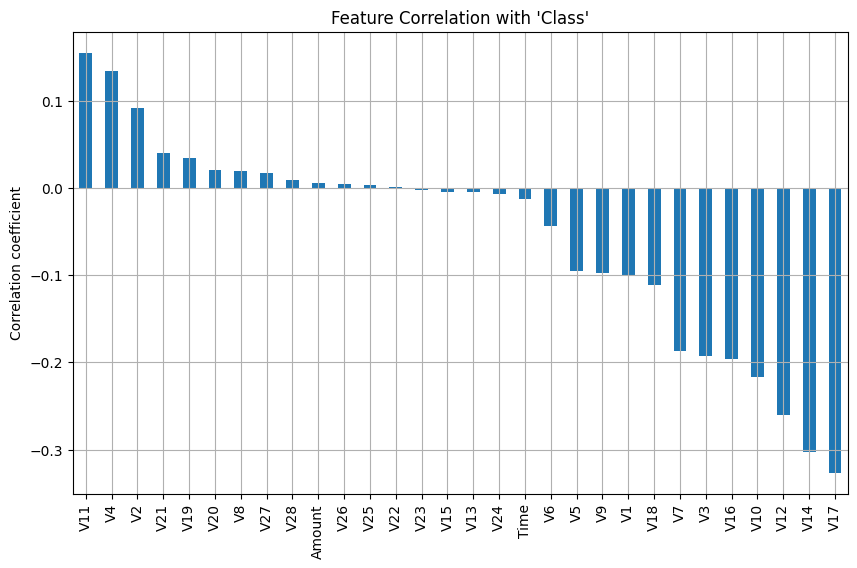 Feature Correlation with 'Class'
Correlation coefficient
0.1
0.0
−0.1
−0.2
−0.3
V11
V4
V2
V21
V19
V20
V8
V27
V28
Amount
V26
V25
V22
V23
V15
V13
V24
Time
V6
V5
V9
V1
V18
V7
V3
V16
V10
V12
V14
V17